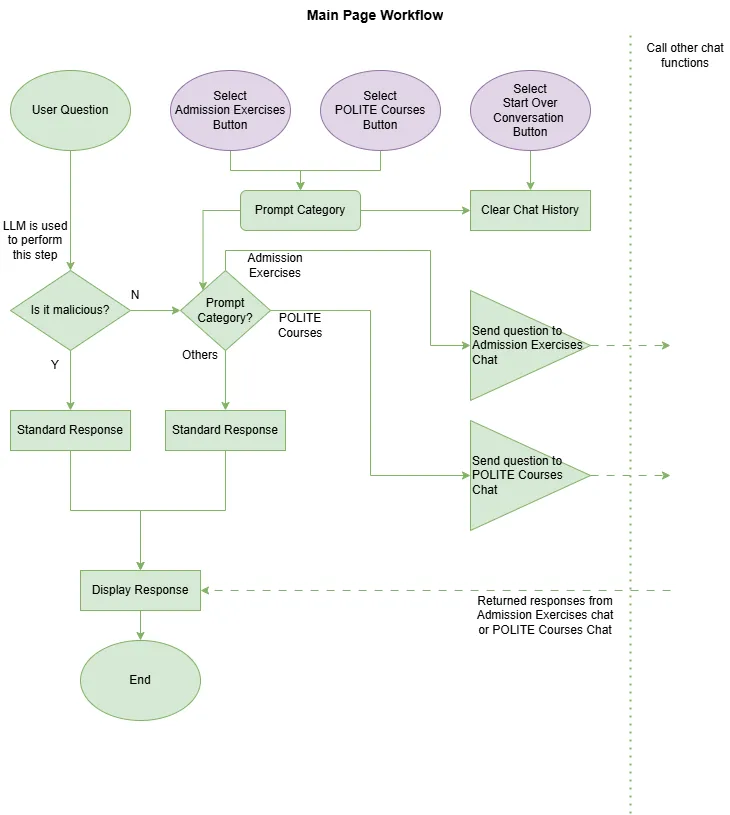 Main Page Workflow
Call other chat
functions
User Question
Select
Admission Exercises
Button
Select
POLITE Courses
Button
Select
Start Over
Conversation
Button
Prompt Category
Clear Chat History
LLM is used
to perform
this step
Is it malicious?
N
Prompt
Category?
Admission
Exercises
POLITE
Courses
Others
Y
Send question to
Admission Exercises
Chat
Standard Response
Standard Response
Send question to
POLITE Courses
Chat
Display Response
Returned responses from
Admission Exercises chat
or POLITE Courses Chat
End